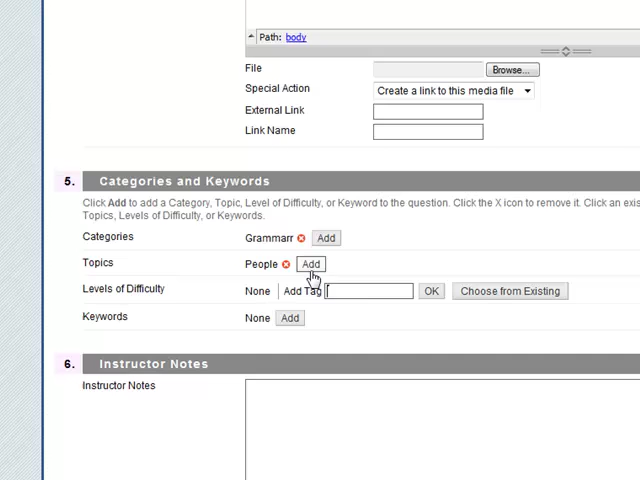 Path: body
File Browse...
Special Action Create a link to this media file
External Link
Link Name
5. Categories and Keywords
Click Add to add a Category, Topic, Level of Difficulty, or Keyword to the question. Click the X icon to remove it. Click an exis
Topics, Levels of Difficulty, or Keywords.
Categories Grammarr Add
Topics People Add
Levels of Difficulty None Add Tag OK Choose from Existing
Keywords None Add
6. Instructor Notes
Instructor Notes